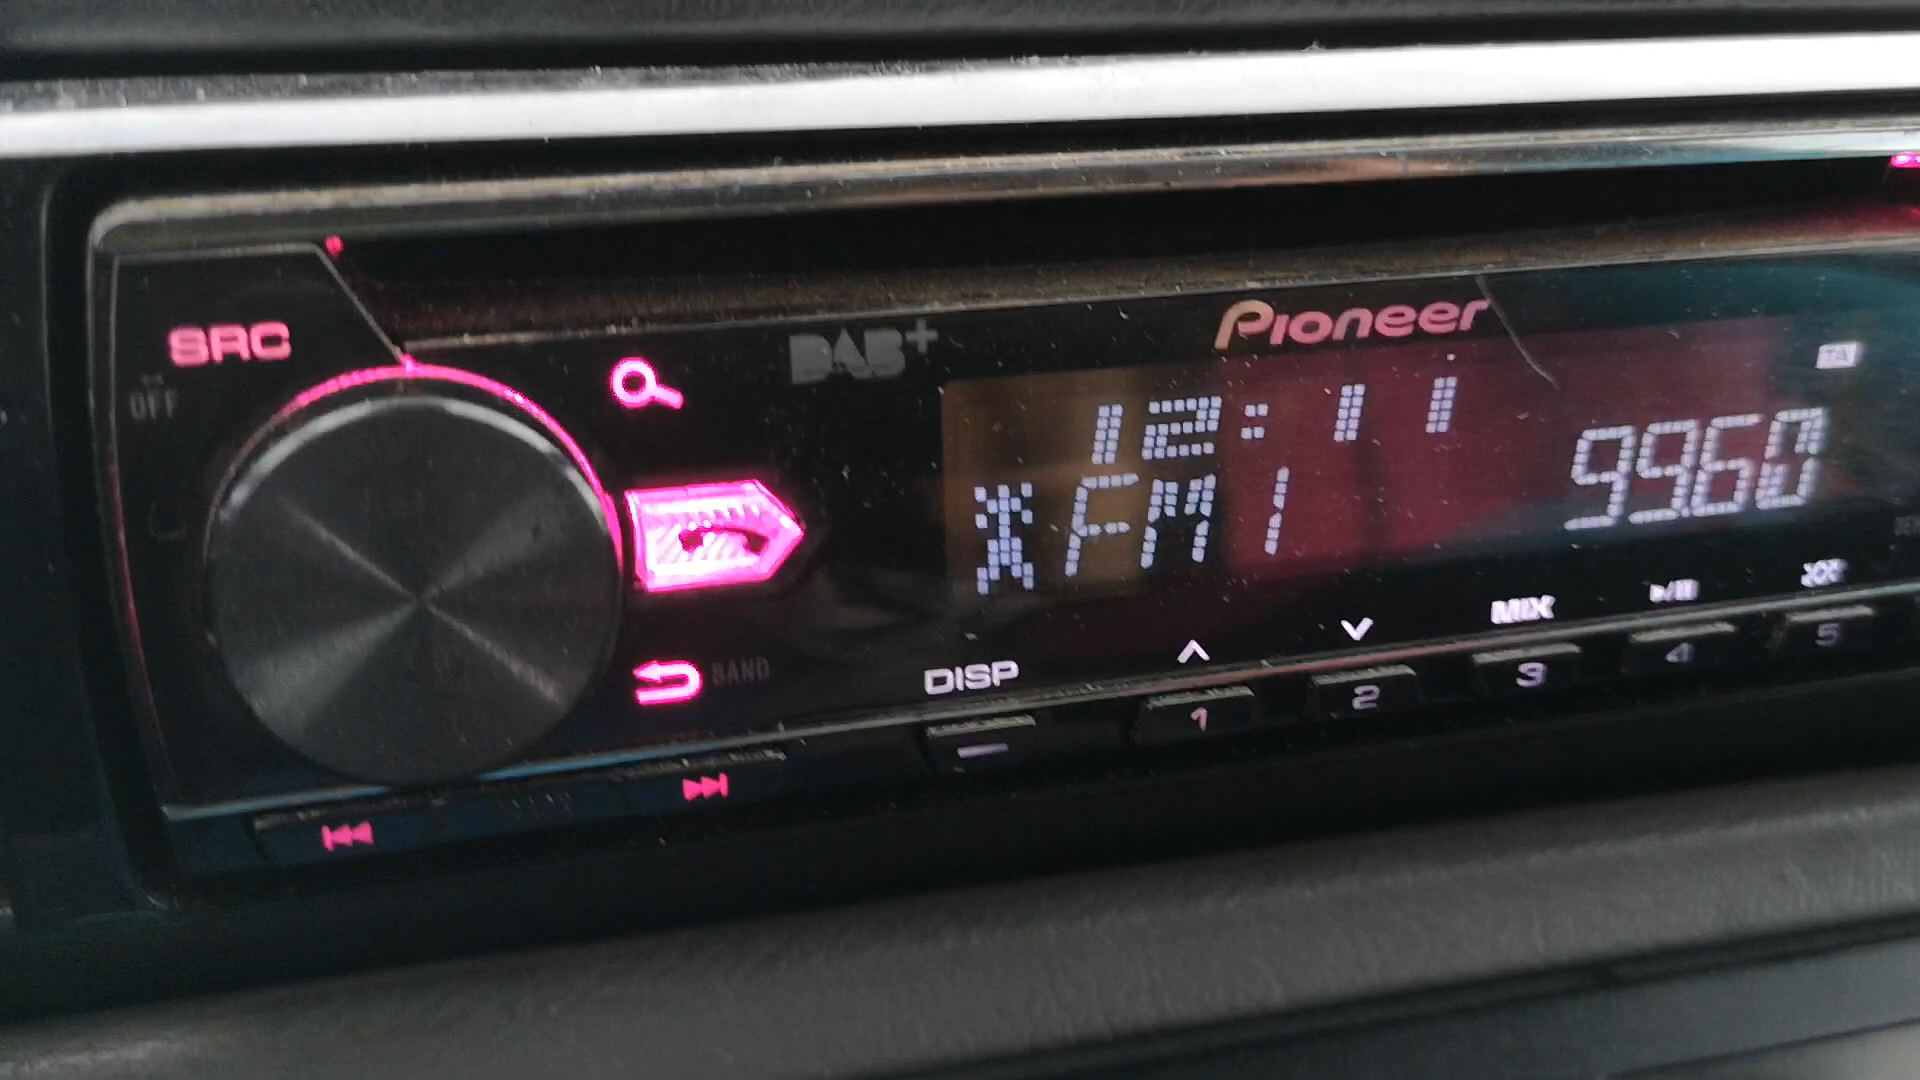 SRC
OFF
DAB+
Pioneer
TA
12:11
FM1 99.60
BAND
DISP
MIX
1 2 3 4 5